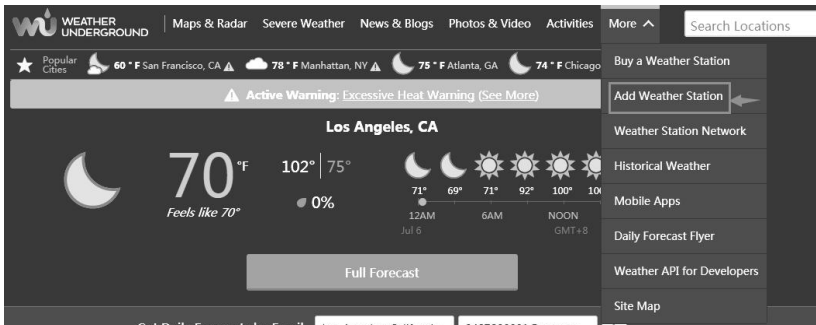 WEATHER UNDERGROUND
Maps & Radar Severe Weather News & Blogs Photos & Video Activities More Search Locations
Popular Cities 60 °F San Francisco, CA 78 °F Manhattan, NY 75 °F Atlanta, GA 74 °F Chicago
Active Warning: Excessive Heat Warning (See More)
Los Angeles, CA
70 °F 102° | 75°
Feels like 70° 0%
71° 69° 71° 92° 100°
12AM 6AM NOON
Jul 6 GMT+8
Full Forecast
Buy a Weather Station
Add Weather Station
Weather Station Network
Historical Weather
Mobile Apps
Daily Forecast Flyer
Weather API for Developers
Site Map